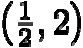 (1/2, 2)